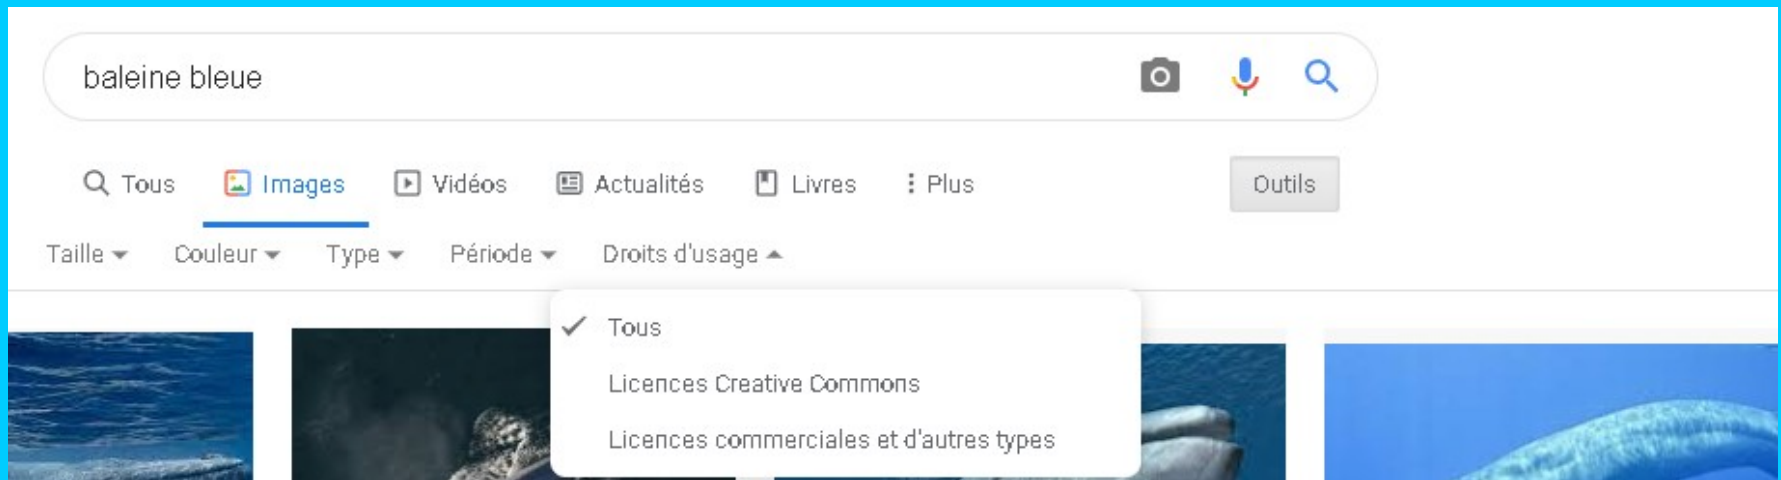 baleine bleue
Tous Images Vidéos Actualités Livres Plus Outils
Taille Couleur Type Période Droits d'usage
Tous
Licences Creative Commons
Licences commerciales et d'autres types